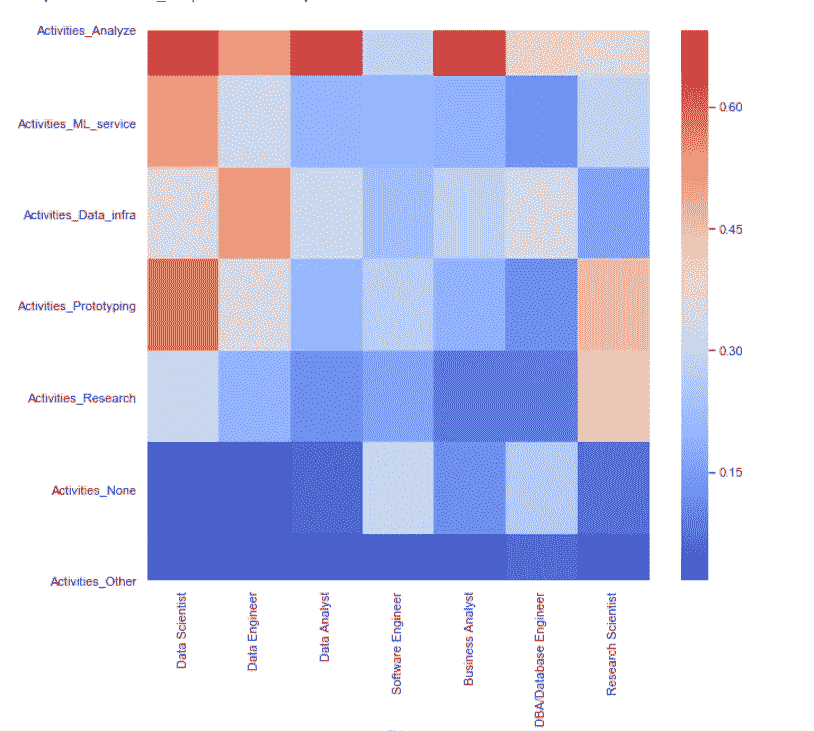 Activities_Analyze
Activities_ML_service
Activities_Data_infra
Activities_Prototyping
Activities_Research
Activities_None
Activities_Other
0.60
0.45
0.30
0.15
Data Scientist
Data Engineer
Data Analyst
Software Engineer
Business Analyst
DBA/Database Engineer
Research Scientist